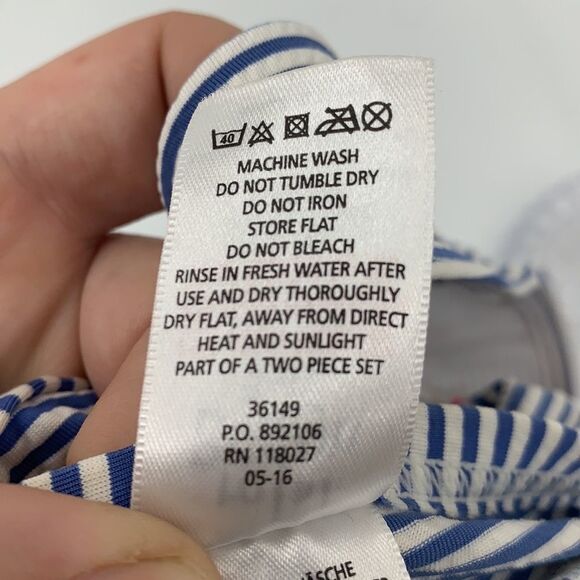 40
MACHINE WASH
DO NOT TUMBLE DRY
DO NOT IRON
STORE FLAT
DO NOT BLEACH
RINSE IN FRESH WATER AFTER
USE AND DRY THOROUGHLY
DRY FLAT, AWAY FROM DIRECT
HEAT AND SUNLIGHT
PART OF A TWO PIECE SET
36149
P.O. 892106
RN 118027
05-16